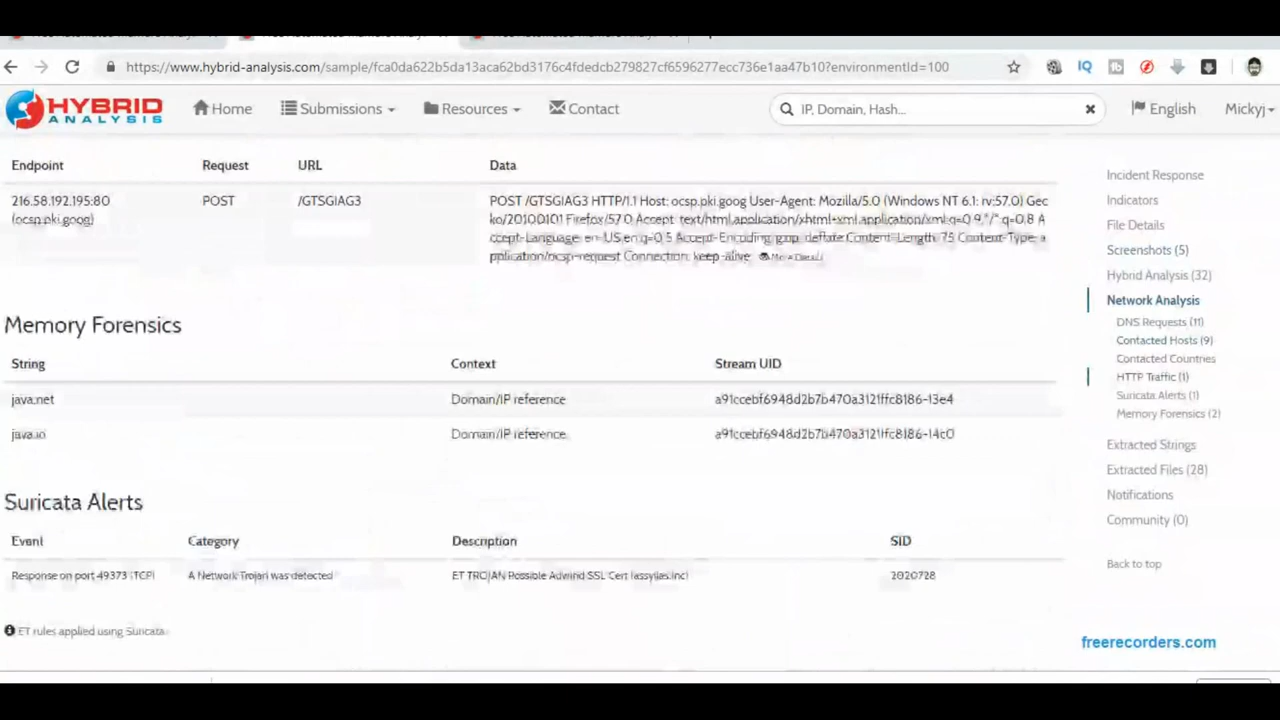 https://www.hybrid-analysis.com/sample/fca0da622b5da13aca62bd3176c4fdedcb279827cf6596277ecc736e1aa47b10?environmentId=100
IQ
HYBRID
ANALYSIS
Home
Submissions
Resources
Contact
IP, Domain, Hash...
English
Mickyj
Endpoint Request URL Data
216.58.192.195:80 POST /GTSGIAG3 POST /GTSGIAG3 HTTP/1.1 Host: ocsp.pki.goog User-Agent: Mozilla/5.0 (Windows NT 6.1; rv:57.0) Gec
(ocsp.pki.goog) ko/20100101 Firefox/57.0 Accept: text/html,application/xhtml+xml,application/xml;q=0.9,*/*;q=0.8 A
ccept-Language: en-US,en;q=0.5 Accept-Encoding: gzip, deflate Content-Length: 75 Content-Type: a
pplication/ocsp-request Connection: keep-alive
Memory Forensics
String Context Stream UID
java.net Domain/IP reference a91ccebf6948d2b7b470a3121ffc8186-13e4
java.io Domain/IP reference a91ccebf6948d2b7b470a3121ffc8186-14c0
Suricata Alerts
Event Category Description SID
Response on port 49373 (TCP) A Network Trojan was detected ET TROJAN Possible Adwind SSL Cert (assylias.Inc) 2020728
ET rules applied using Suricata.
Incident Response
Indicators
File Details
Screenshots (5)
Hybrid Analysis (32)
Network Analysis
DNS Requests (11)
Contacted Hosts (9)
Contacted Countries
HTTP Traffic (1)
Suricata Alerts (1)
Memory Forensics (2)
Extracted Strings
Extracted Files (28)
Notifications
Community (0)
Back to top
freerecorders.com